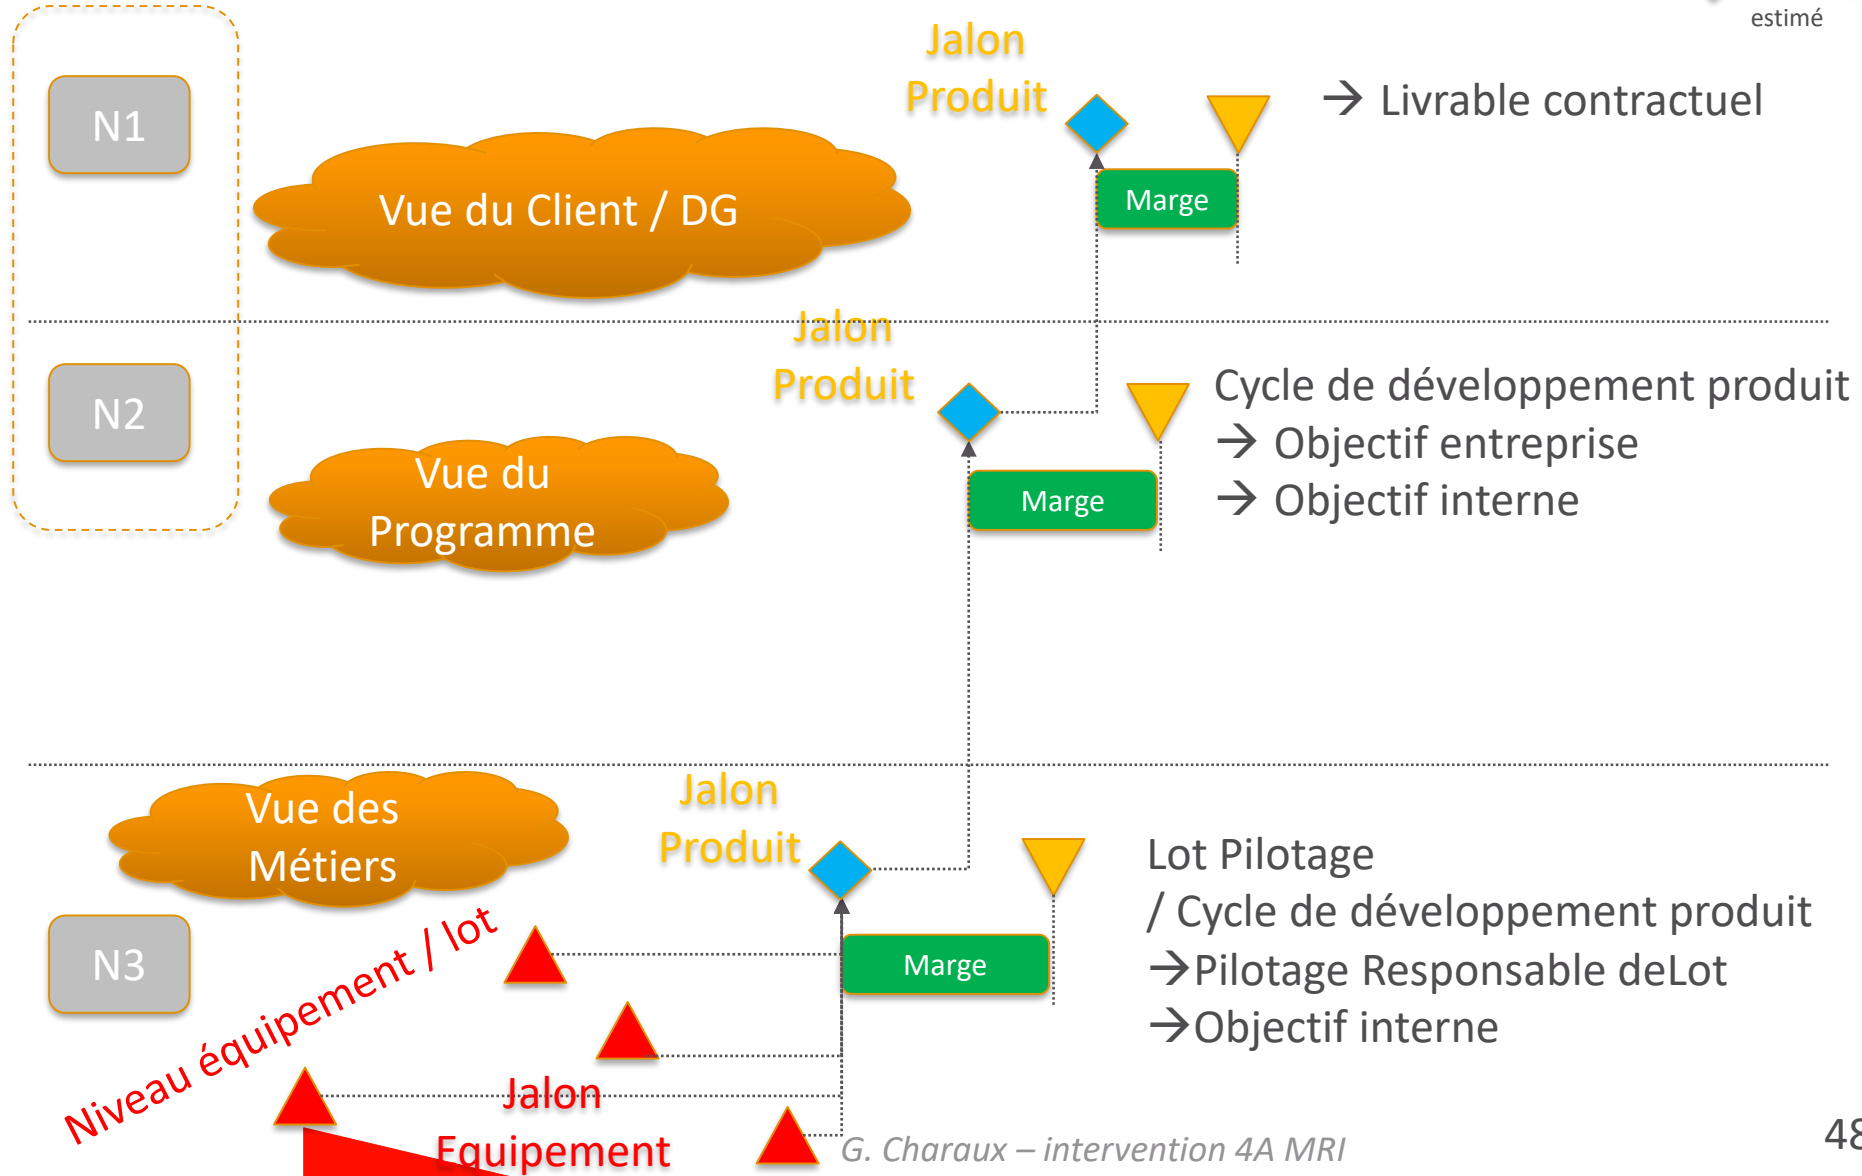 estimé
Jalon
Produit
N1
→ Livrable contractuel
Marge
Vue du Client / DG
Jalon
Produit
N2
Cycle de développement produit
→ Objectif entreprise
→ Objectif interne
Vue du
Programme
Marge
Jalon
Produit
Vue des
Métiers
Lot Pilotage
/ Cycle de développement produit
→Pilotage Responsable deLot
→Objectif interne
N3
Marge
Niveau équipement / lot
Jalon
Equipement
G. Charaux – intervention 4A MRI
48